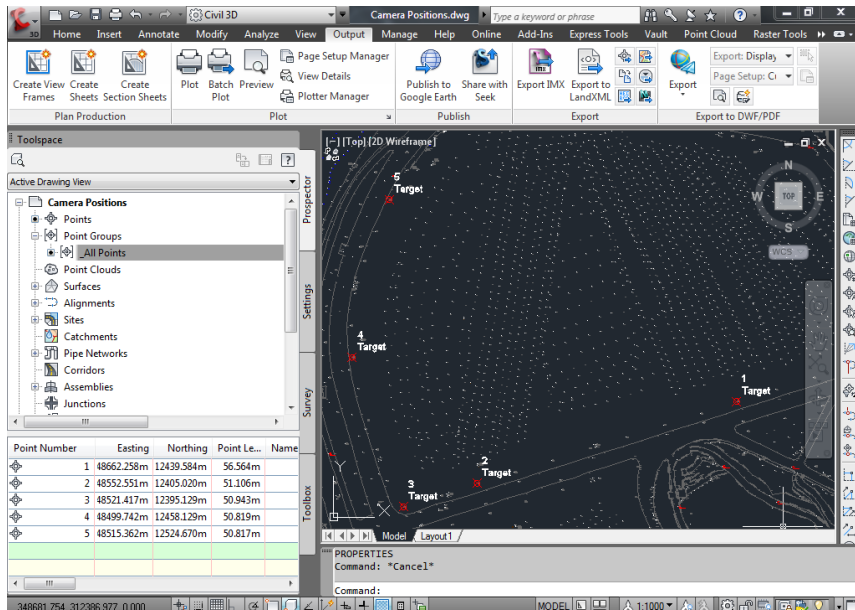 Civil 3D
Camera Positions.dwg
Type a keyword or phrase
3D
Home Insert Annotate Modify Analyze View Output Manage Help Online Add-Ins Express Tools Vault Point Cloud Raster Tools
Create View Frames
Create Sheets
Create Section Sheets
Plot
Batch Plot
Preview
Page Setup Manager
View Details
Plotter Manager
Publish to Google Earth
Share with Seek
Export IMX
Export to LandXML
Export
Export: Display
Page Setup:
Plan Production
Plot
Publish
Export
Export to DWF/PDF
Toolspace
Active Drawing View
Camera Positions
Points
Point Groups
_All Points
Point Clouds
Surfaces
Alignments
Sites
Catchments
Pipe Networks
Corridors
Assemblies
Junctions
Prospector
Settings
Survey
Toolbox
Point Number Easting Northing Point Le... Name
1 48662.258m 12439.584m 56.564m
2 48552.551m 12405.020m 51.106m
3 48521.417m 12395.129m 50.943m
4 48499.742m 12458.129m 50.819m
5 48515.362m 12524.670m 50.817m
[-] [Top] [2D Wireframe]
N
W TOP E
S
WCS
5
Target
4
Target
1
Target
2
Target
3
Target
Y
X
Model Layout1
PROPERTIES
Command: *Cancel*
Command:
348681.754, 312386.977, 0.000
MODEL
1:1000